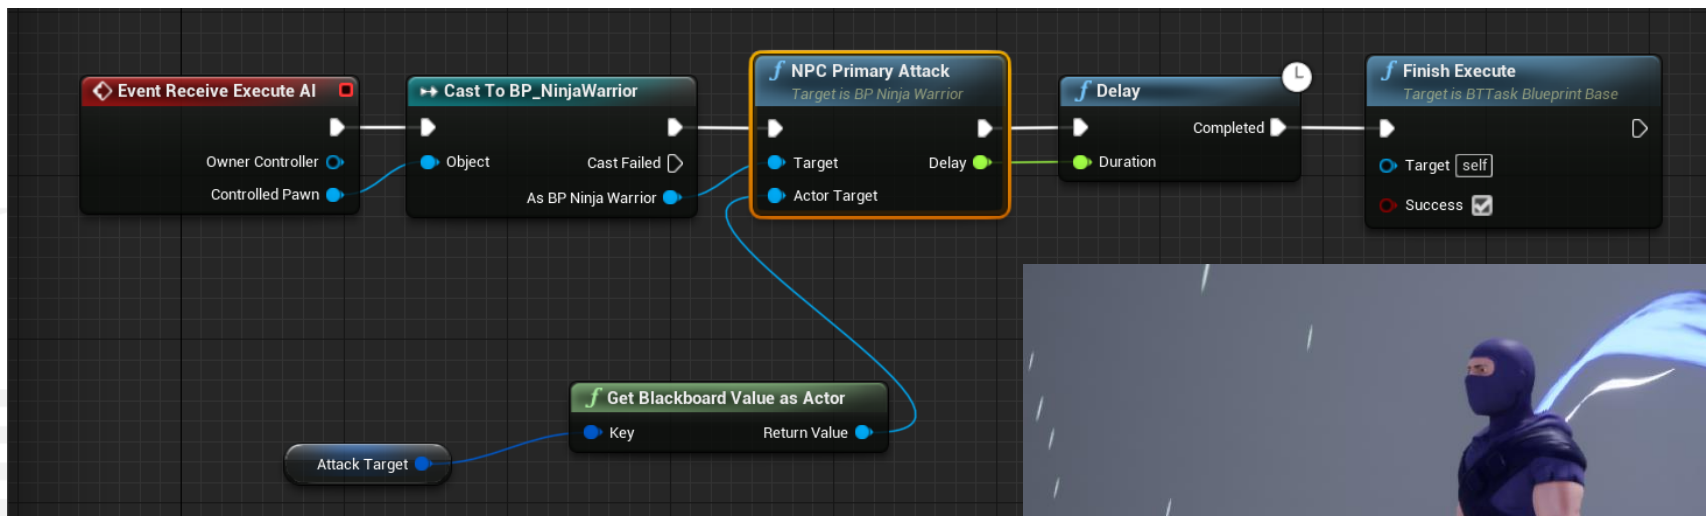 Event Receive Execute AI
Owner Controller
Controlled Pawn
Cast To BP_NinjaWarrior
Object
Cast Failed
As BP Ninja Warrior
f NPC Primary Attack
Target is BP Ninja Warrior
Target
Delay
Actor Target
f Delay
Completed
Duration
f Finish Execute
Target is BTTask Blueprint Base
Target self
Success
f Get Blackboard Value as Actor
Key
Return Value
Attack Target